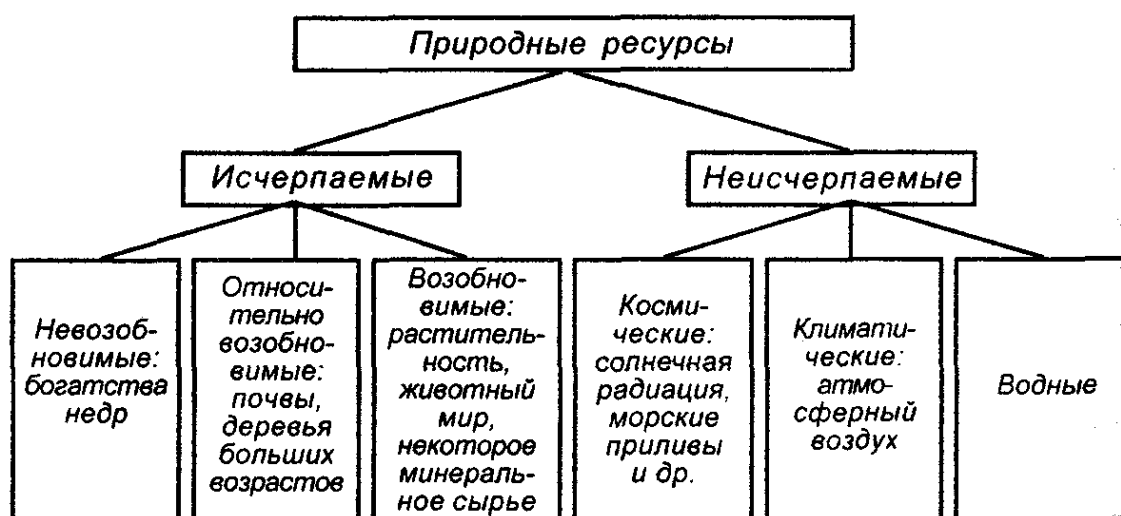 Природные ресурсы
Исчерпаемые
Неисчерпаемые
Невозоб-
новимые:
богатства
недр
Относи-
тельно
возобно-
вимые:
почвы,
деревья
больших
возрастов
Возобно-
вимые:
раститель-
ность,
животный
мир,
некоторое
минераль-
ное сырье
Косми-
ческие:
солнечная
радиация,
морские
приливы
и др.
Климати-
ческие:
атмо-
сферный
воздух
Водные